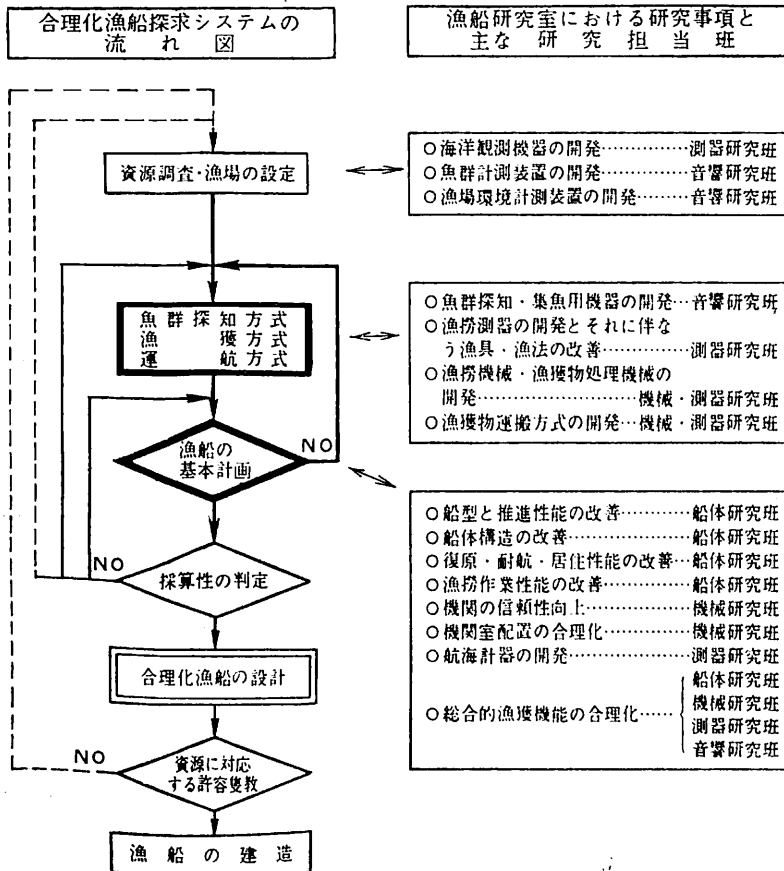 合理化漁船探求システムの
流れ図
資源調査・漁場の設定
魚群探知方式
漁獲方式
運航方式
漁船の
基本計画
NO
採算性の判定
NO
合理化漁船の設計
資源に対応
する許容隻数
NO
漁船の建造
漁船研究室における研究事項と
主な研究担当班
○海洋観測機器の開発…………測器研究班
○魚群計測装置の開発…………音響研究班
○漁場環境計測装置の開発………音響研究班
○魚群探知・集魚用機器の開発…音響研究班
○漁撈測器の開発とそれに伴な
う漁具・漁法の改善……………測器研究班
○漁撈機械・漁獲物処理機械の
開発…………………機械・測器研究班
○漁獲物運搬方式の開発…機械・測器研究班
○船型と推進性能の改善………船体研究班
○船体構造の改善………………船体研究班
○復原・耐航・居住性能の改善…船体研究班
○漁撈作業性能の改善…………船体研究班
○機関の信頼性向上……………機械研究班
○機関室配置の合理化…………機械研究班
○航海計器の開発………………測器研究班
○総合的漁獲機能の合理化……
船体研究班
機械研究班
測器研究班
音響研究班